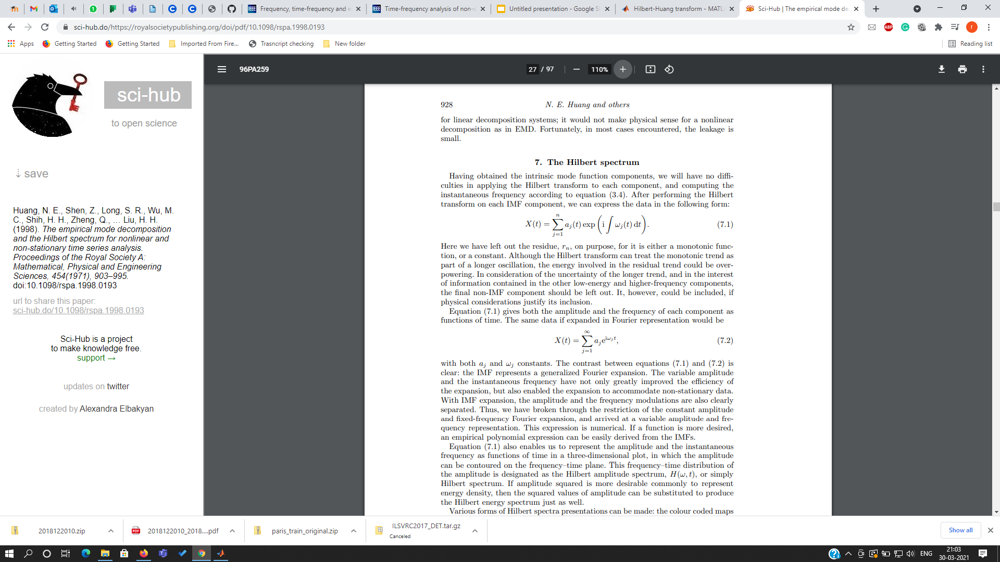 Frequency, time-frequency and w
Time-frequency analysis of non-s
Untitled presentation - Google Sl
Hilbert-Huang transform - MATL
Sci-Hub | The empirical mode de
sci-hub.do/https://royalsocietypublishing.org/doi/pdf/10.1098/rspa.1998.0193
Apps
Getting Started
Getting Started
Imported From Fire...
Trasncript checking
New folder
Reading list
sci-hub
to open science
⇣ save
Huang, N. E., Shen, Z., Long, S. R., Wu, M.
C., Shih, H. H., Zheng, Q., … Liu, H. H.
(1998). The empirical mode decomposition
and the Hilbert spectrum for nonlinear and
non-stationary time series analysis.
Proceedings of the Royal Society A:
Mathematical, Physical and Engineering
Sciences, 454(1971), 903–995.
doi:10.1098/rspa.1998.0193
url to share this paper:
sci-hub.do/10.1098/rspa.1998.0193
Sci-Hub is a project
to make knowledge free.
support →
updates on twitter
created by Alexandra Elbakyan
96PA259
27 / 97
110%
928 N. E. Huang and others
for linear decomposition systems; it would not make physical sense for a nonlinear
decomposition as in EMD. Fortunately, in most cases encountered, the leakage is
small.
7. The Hilbert spectrum
Having obtained the intrinsic mode function components, we will have no diffi-
culties in applying the Hilbert transform to each component, and computing the
instantaneous frequency according to equation (3.4). After performing the Hilbert
transform on each IMF component, we can express the data in the following form:
X(t) = ∑_{j=1}^{n} a_j(t) exp (i ∫ ω_j(t) dt). (7.1)
Here we have left out the residue, r_n, on purpose, for it is either a monotonic func-
tion, or a constant. Although the Hilbert transform can treat the monotonic trend as
part of a longer oscillation, the energy involved in the residual trend could be over-
powering. In consideration of the uncertainty of the longer trend, and in the interest
of information contained in the other low-energy and higher-frequency components,
the final non-IMF component should be left out. It, however, could be included, if
physical considerations justify its inclusion.
Equation (7.1) gives both the amplitude and the frequency of each component as
functions of time. The same data if expanded in Fourier representation would be
X(t) = ∑_{j=1}^{∞} a_j e^{iω_j t}, (7.2)
with both a_j and ω_j constants. The contrast between equations (7.1) and (7.2) is
clear: the IMF represents a generalized Fourier expansion. The variable amplitude
and the instantaneous frequency have not only greatly improved the efficiency of
the expansion, but also enabled the expansion to accommodate non-stationary data.
With IMF expansion, the amplitude and the frequency modulations are also clearly
separated. Thus, we have broken through the restriction of the constant amplitude
and fixed-frequency Fourier expansion, and arrived at a variable amplitude and fre-
quency representation. This expression is numerical. If a function is more desired,
an empirical polynomial expression can be easily derived from the IMFs.
Equation (7.1) also enables us to represent the amplitude and the instantaneous
frequency as functions of time in a three-dimensional plot, in which the amplitude
can be contoured on the frequency–time plane. This frequency–time distribution of
the amplitude is designated as the Hilbert amplitude spectrum, H(ω, t), or simply
Hilbert spectrum. If amplitude squared is more desirable commonly to represent
energy density, then the squared values of amplitude can be substituted to produce
the Hilbert energy spectrum just as well.
Various forms of Hilbert spectra presentations can be made: the colour coded maps
2018122010.zip
2018122010_2018....pdf
paris_train_original.zip
ILSVRC2017_DET.tar.gz
Canceled
Show all
ENG
21:03
30-03-2021